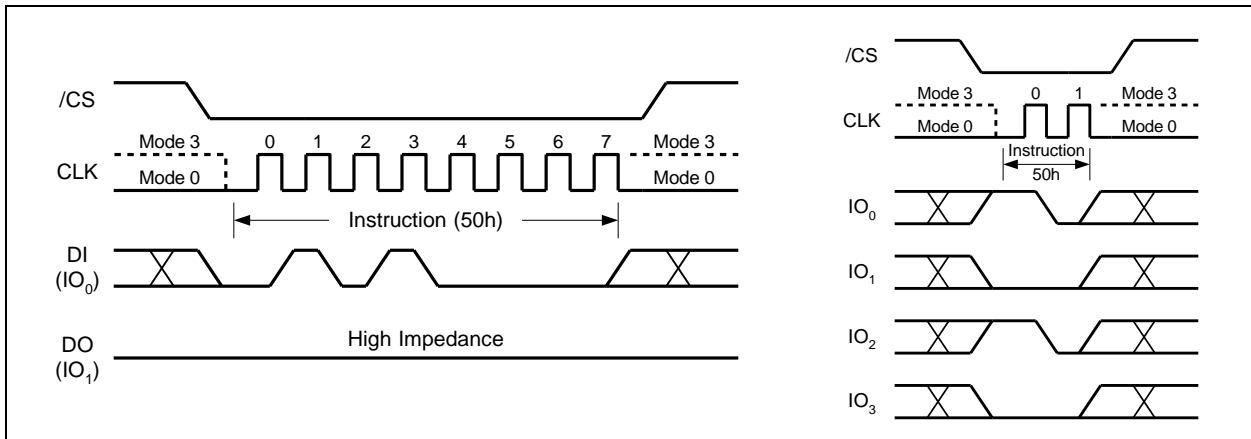 /CS
Mode 3 0 1 2 3 4 5 6 7 Mode 3
CLK
Mode 0 Mode 0
Instruction (50h)
DI
(IO0)
High Impedance
DO
(IO1)
/CS
Mode 3 0 1 Mode 3
CLK
Mode 0 Mode 0
Instruction
50h
IO0
IO1
IO2
IO3